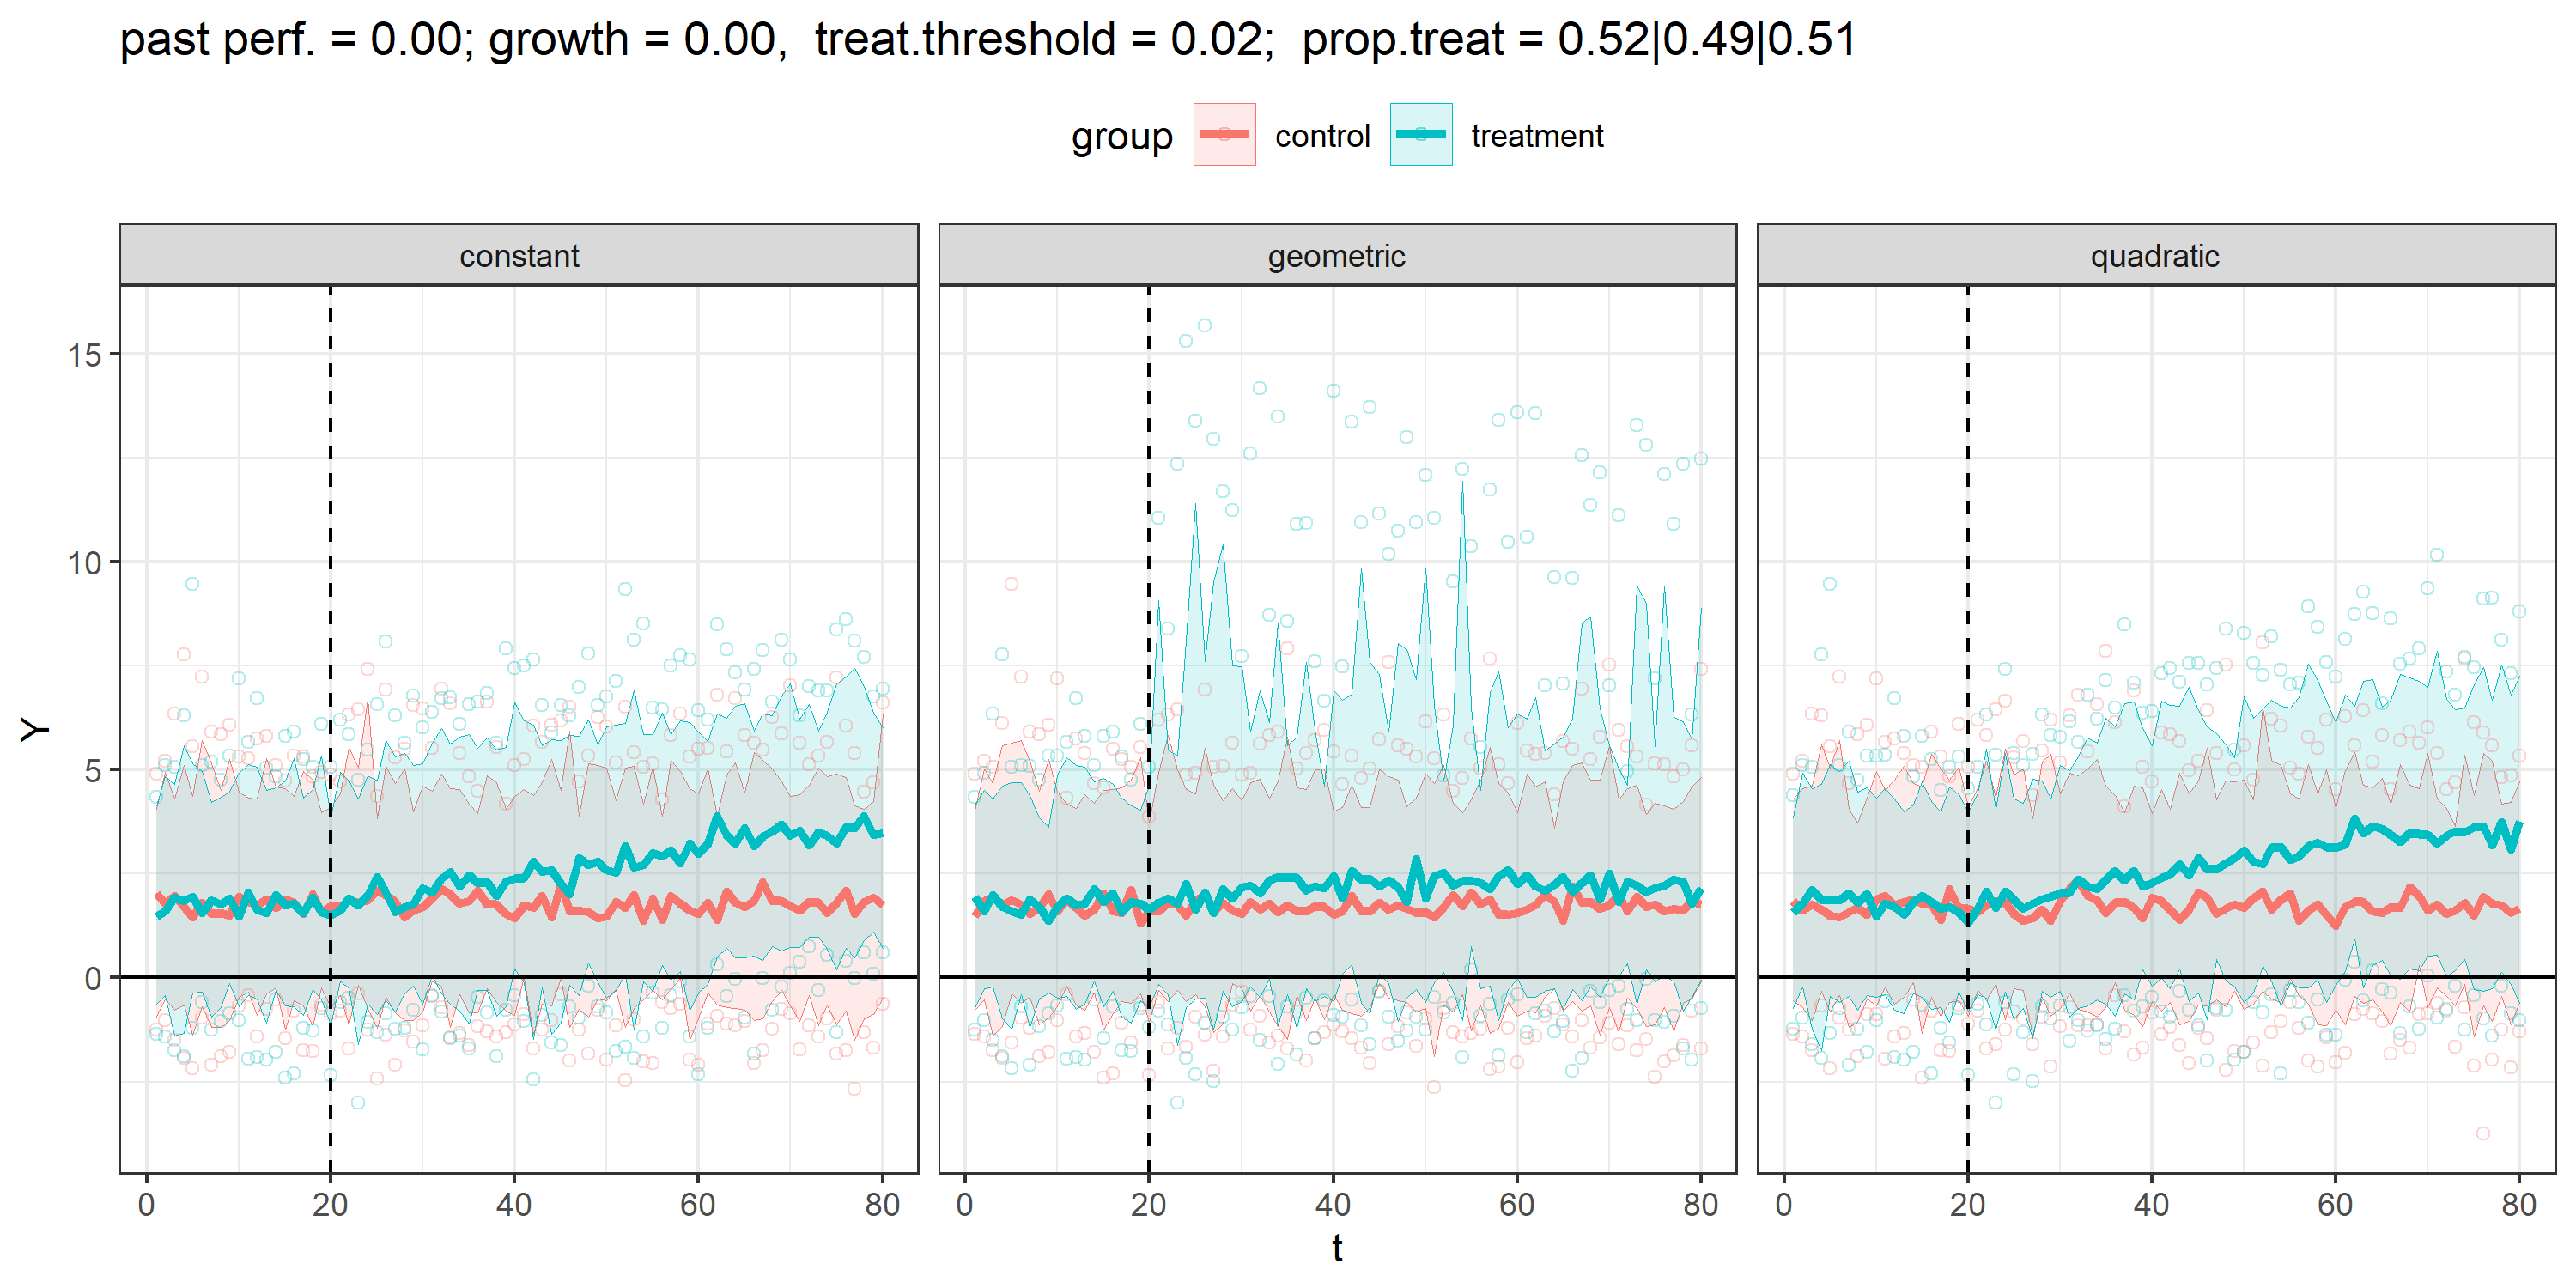 past perf. = 0.00; growth = 0.00,  treat.threshold = 0.02;  prop.treat = 0.52|0.49|0.51
group control treatment
constant geometric quadratic
15
10
5
0
Y
0 20 40 60 80 0 20 40 60 80 0 20 40 60 80
t